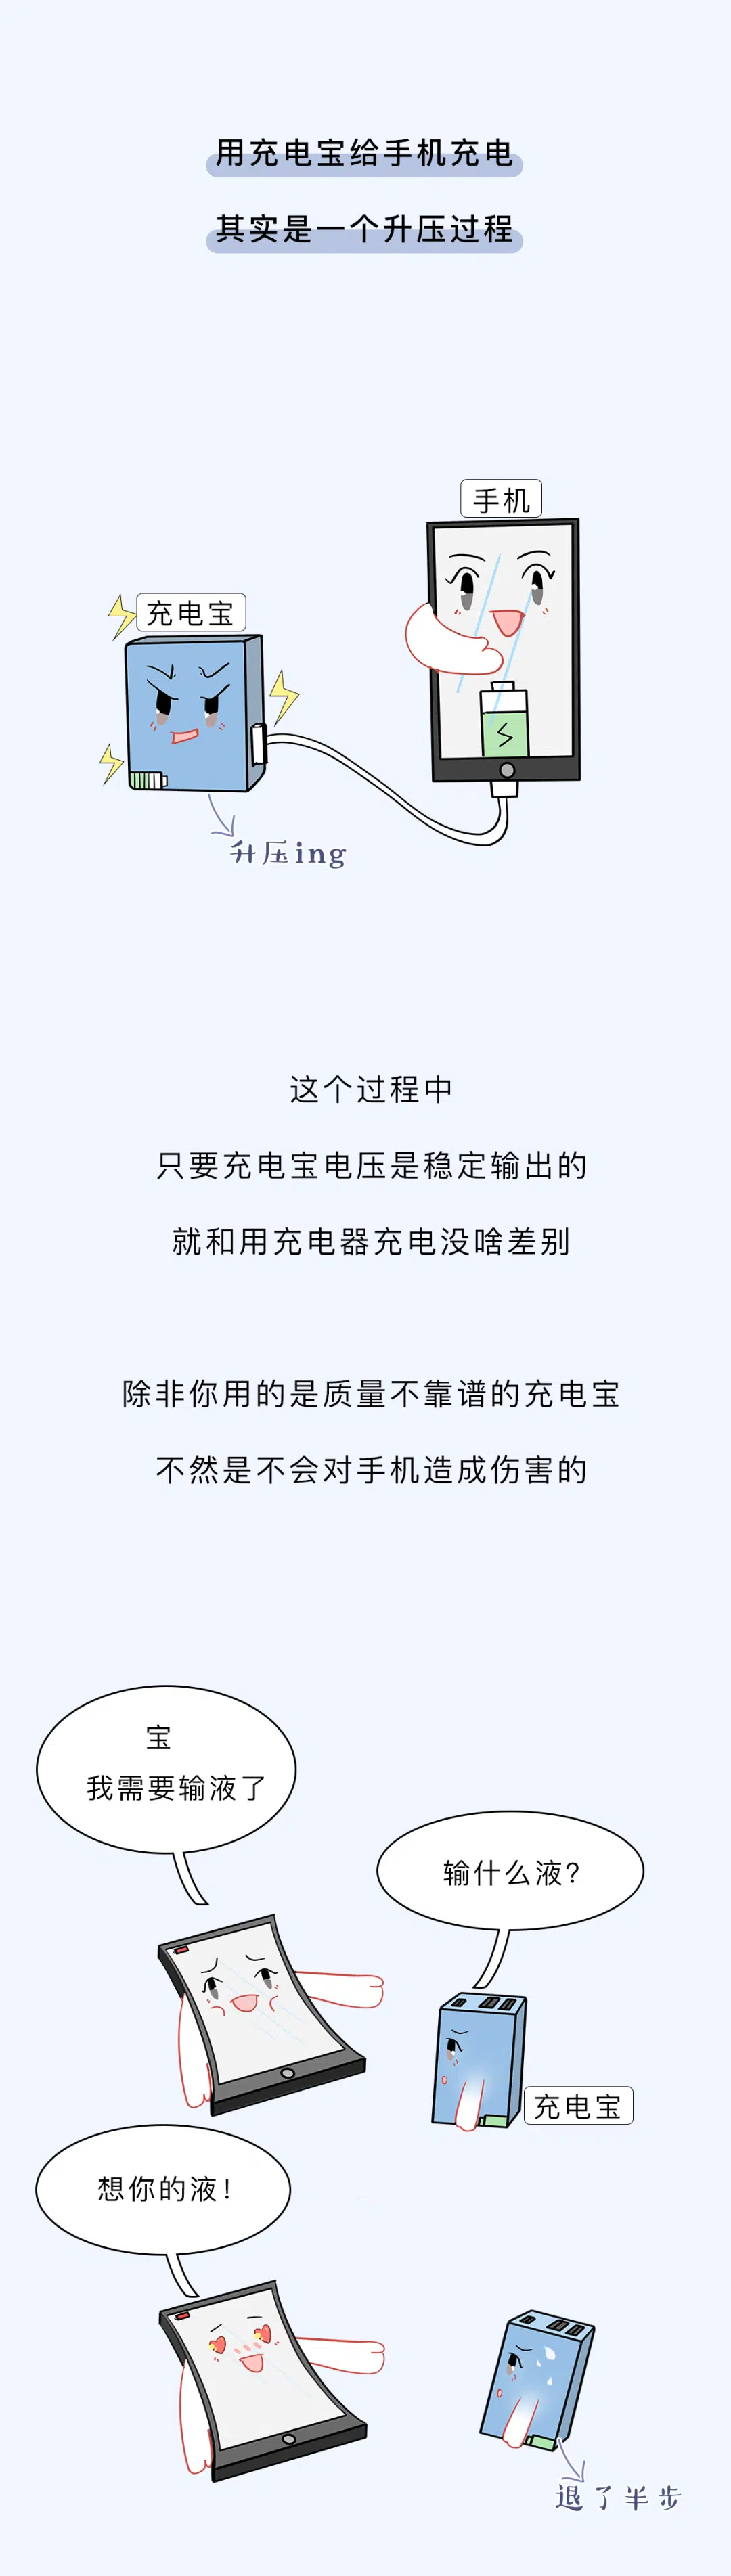 用充电宝给手机充电
其实是一个升压过程
手机
充电宝
升压ing
这个过程中
只要充电宝电压是稳定输出的
就和用充电器充电没啥差别
除非你用的是质量不靠谱的充电宝
不然是不会对手机造成伤害的
宝
我需要输液了
输什么液?
充电宝
想你的液!
退了半步